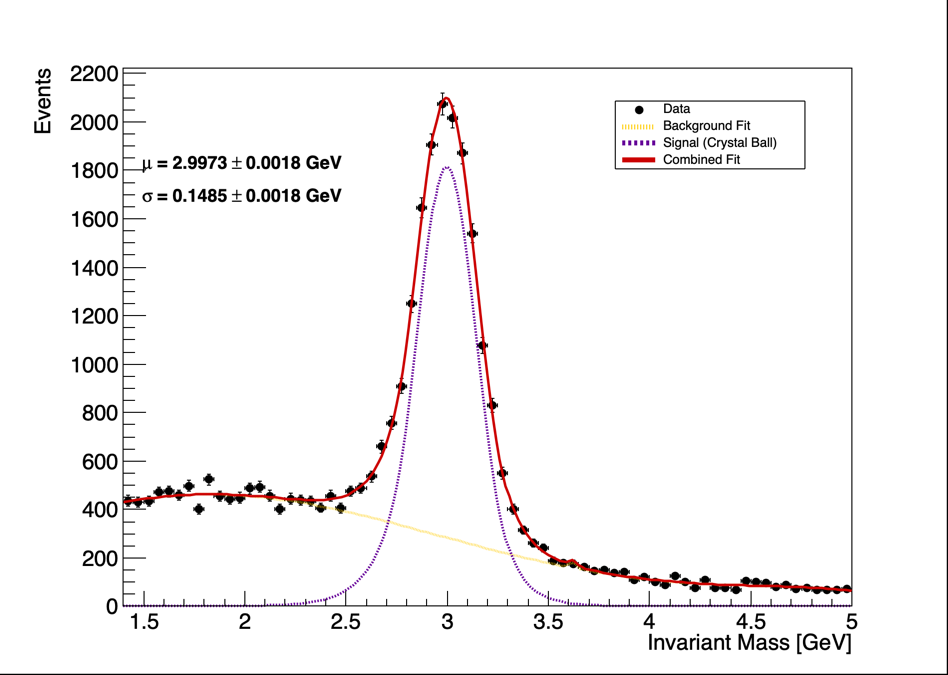 Events
2200
2000
1800
1600
1400
1200
1000
800
600
400
200
0
μ = 2.9973 ± 0.0018 GeV
σ = 0.1485 ± 0.0018 GeV
Data
Background Fit
Signal (Crystal Ball)
Combined Fit
1.5 2 2.5 3 3.5 4 4.5 5
Invariant Mass [GeV]